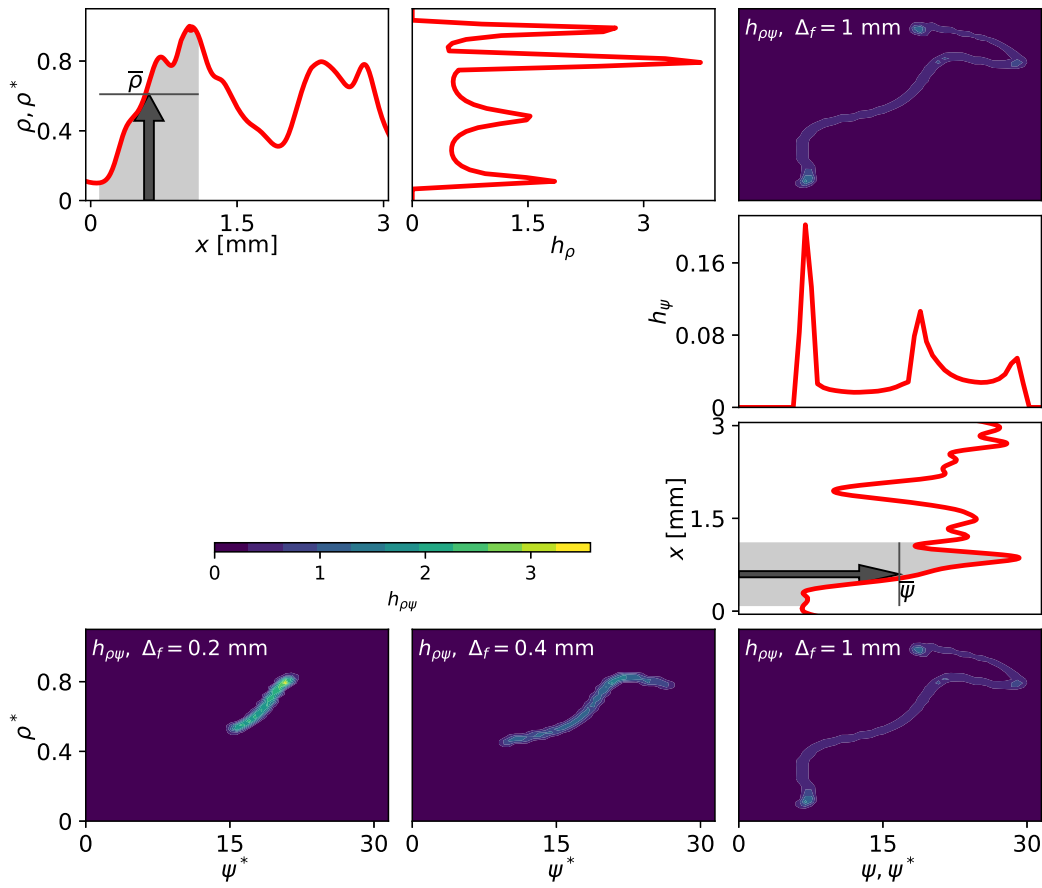 ρ, ρ*
0.8
0.4
0
ρ̅
0
1.5
3
x [mm]
0
1.5
3
h_ρ
h_ρψ, Δ_f = 1 mm
h_ψ
0.16
0.08
0
x [mm]
3
1.5
0
ψ̅
0
1
2
3
h_ρψ
ρ*
0.8
0.4
0
h_ρψ, Δ_f = 0.2 mm
h_ρψ, Δ_f = 0.4 mm
h_ρψ, Δ_f = 1 mm
0
15
30
0
15
30
0
15
30
ψ*
ψ*
ψ, ψ*